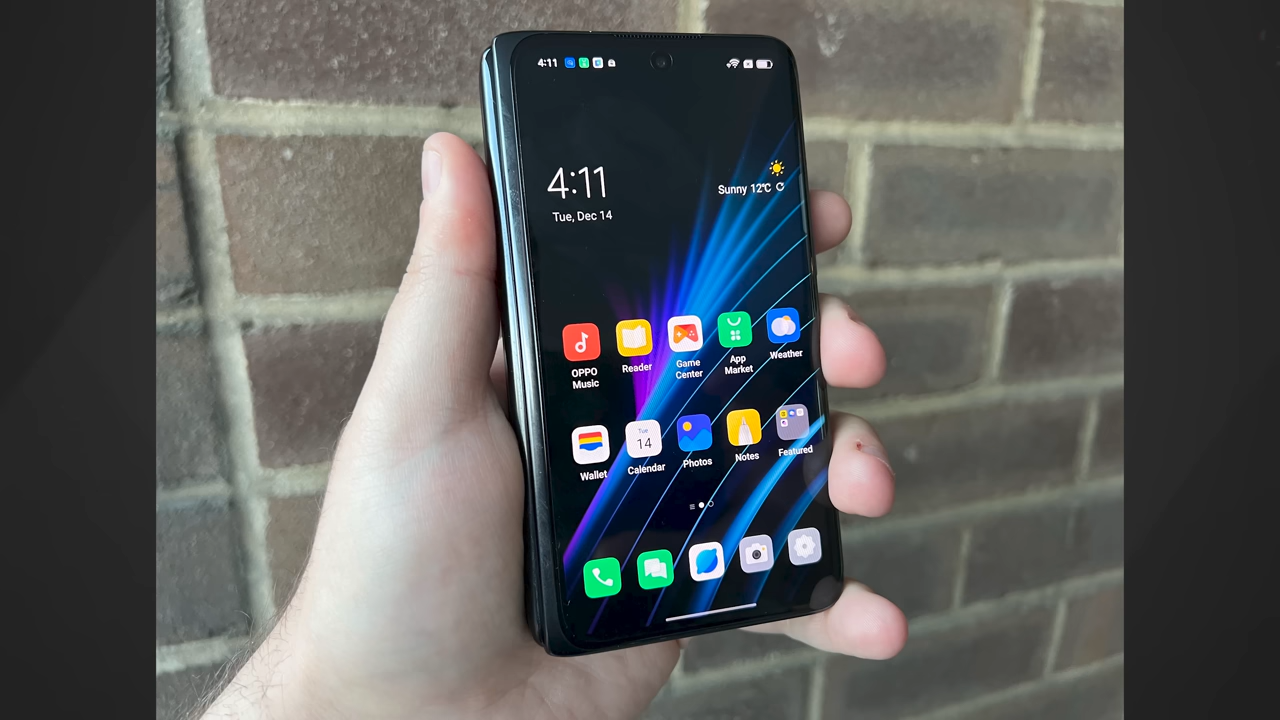 4:11
4:11
Tue, Dec 14
Sunny 12℃
OPPO
Music
Reader
Game
Center
App
Market
Weather
Wallet
Tue
14
Calendar
Photos
Notes
Featured